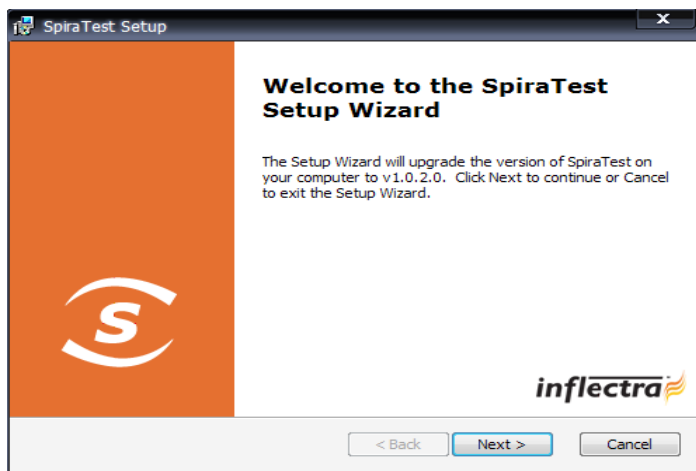 SpiraTest Setup
x
Welcome to the SpiraTest
Setup Wizard
The Setup Wizard will upgrade the version of SpiraTest on
your computer to v1.0.2.0. Click Next to continue or Cancel
to exit the Setup Wizard.
S
inflectra
< Back Next > Cancel